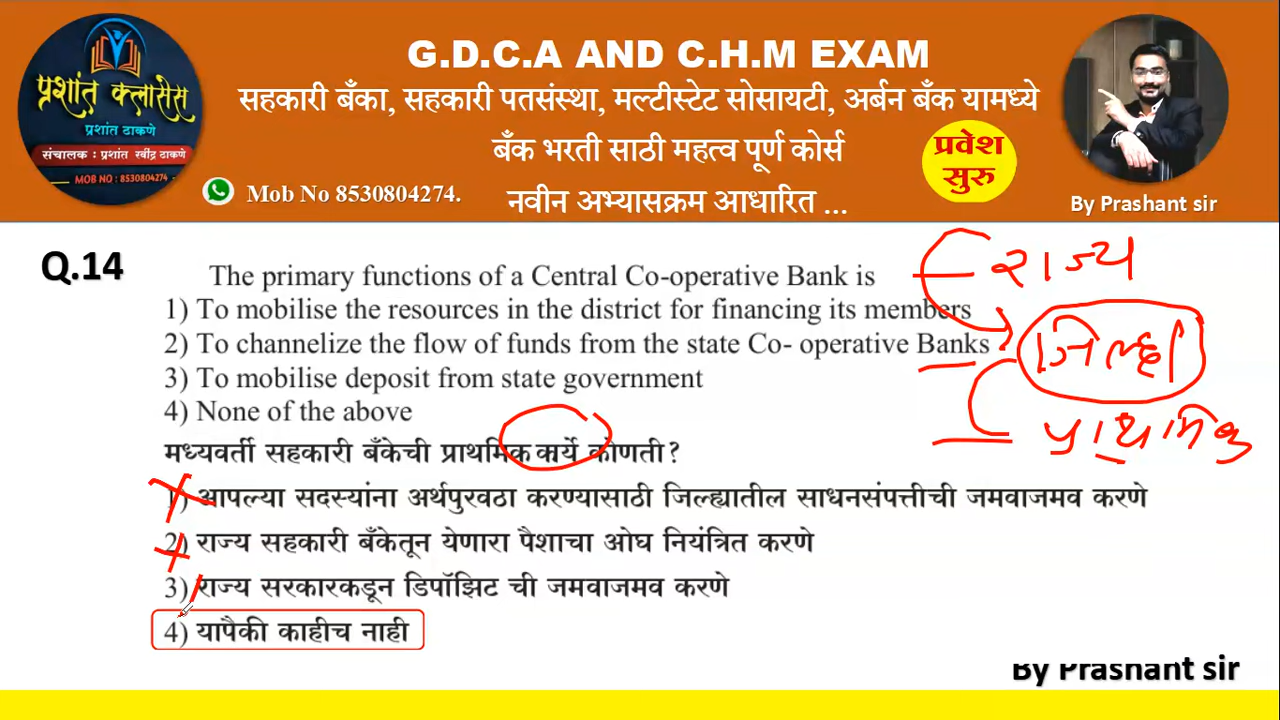 प्रशांत क्लासेस
प्रशांत ठाकणे
संचालक : प्रशांत रवींद्र ठाकणे
MOB NO : 8530804274
G.D.C.A AND C.H.M EXAM
सहकारी बँका, सहकारी पतसंस्था, मल्टीस्टेट सोसायटी, अर्बन बँक यामध्ये
बँक भरती साठी महत्व पूर्ण कोर्स
Mob No 8530804274.
नवीन अभ्यासक्रम आधारित ...
प्रवेश
सुरु
By Prashant sir
Q.14
The primary functions of a Central Co-operative Bank is
1) To mobilise the resources in the district for financing its members
2) To channelize the flow of funds from the state Co- operative Banks
3) To mobilise deposit from state government
4) None of the above
मध्यवर्ती सहकारी बँकेची प्राथमिक कार्ये कोणती?
1) आपल्या सदस्यांना अर्थपुरवठा करण्यासाठी जिल्ह्यातील साधनसंपत्तीची जमवाजमव करणे
2) राज्य सहकारी बँकेतून येणारा पैशाचा ओघ नियंत्रित करणे
3) राज्य सरकारकडून डिपॉझिट ची जमवाजमव करणे
4) यापैकी काहीच नाही
राज्य
जिल्हा
प्राथमिक
By Prashant sir